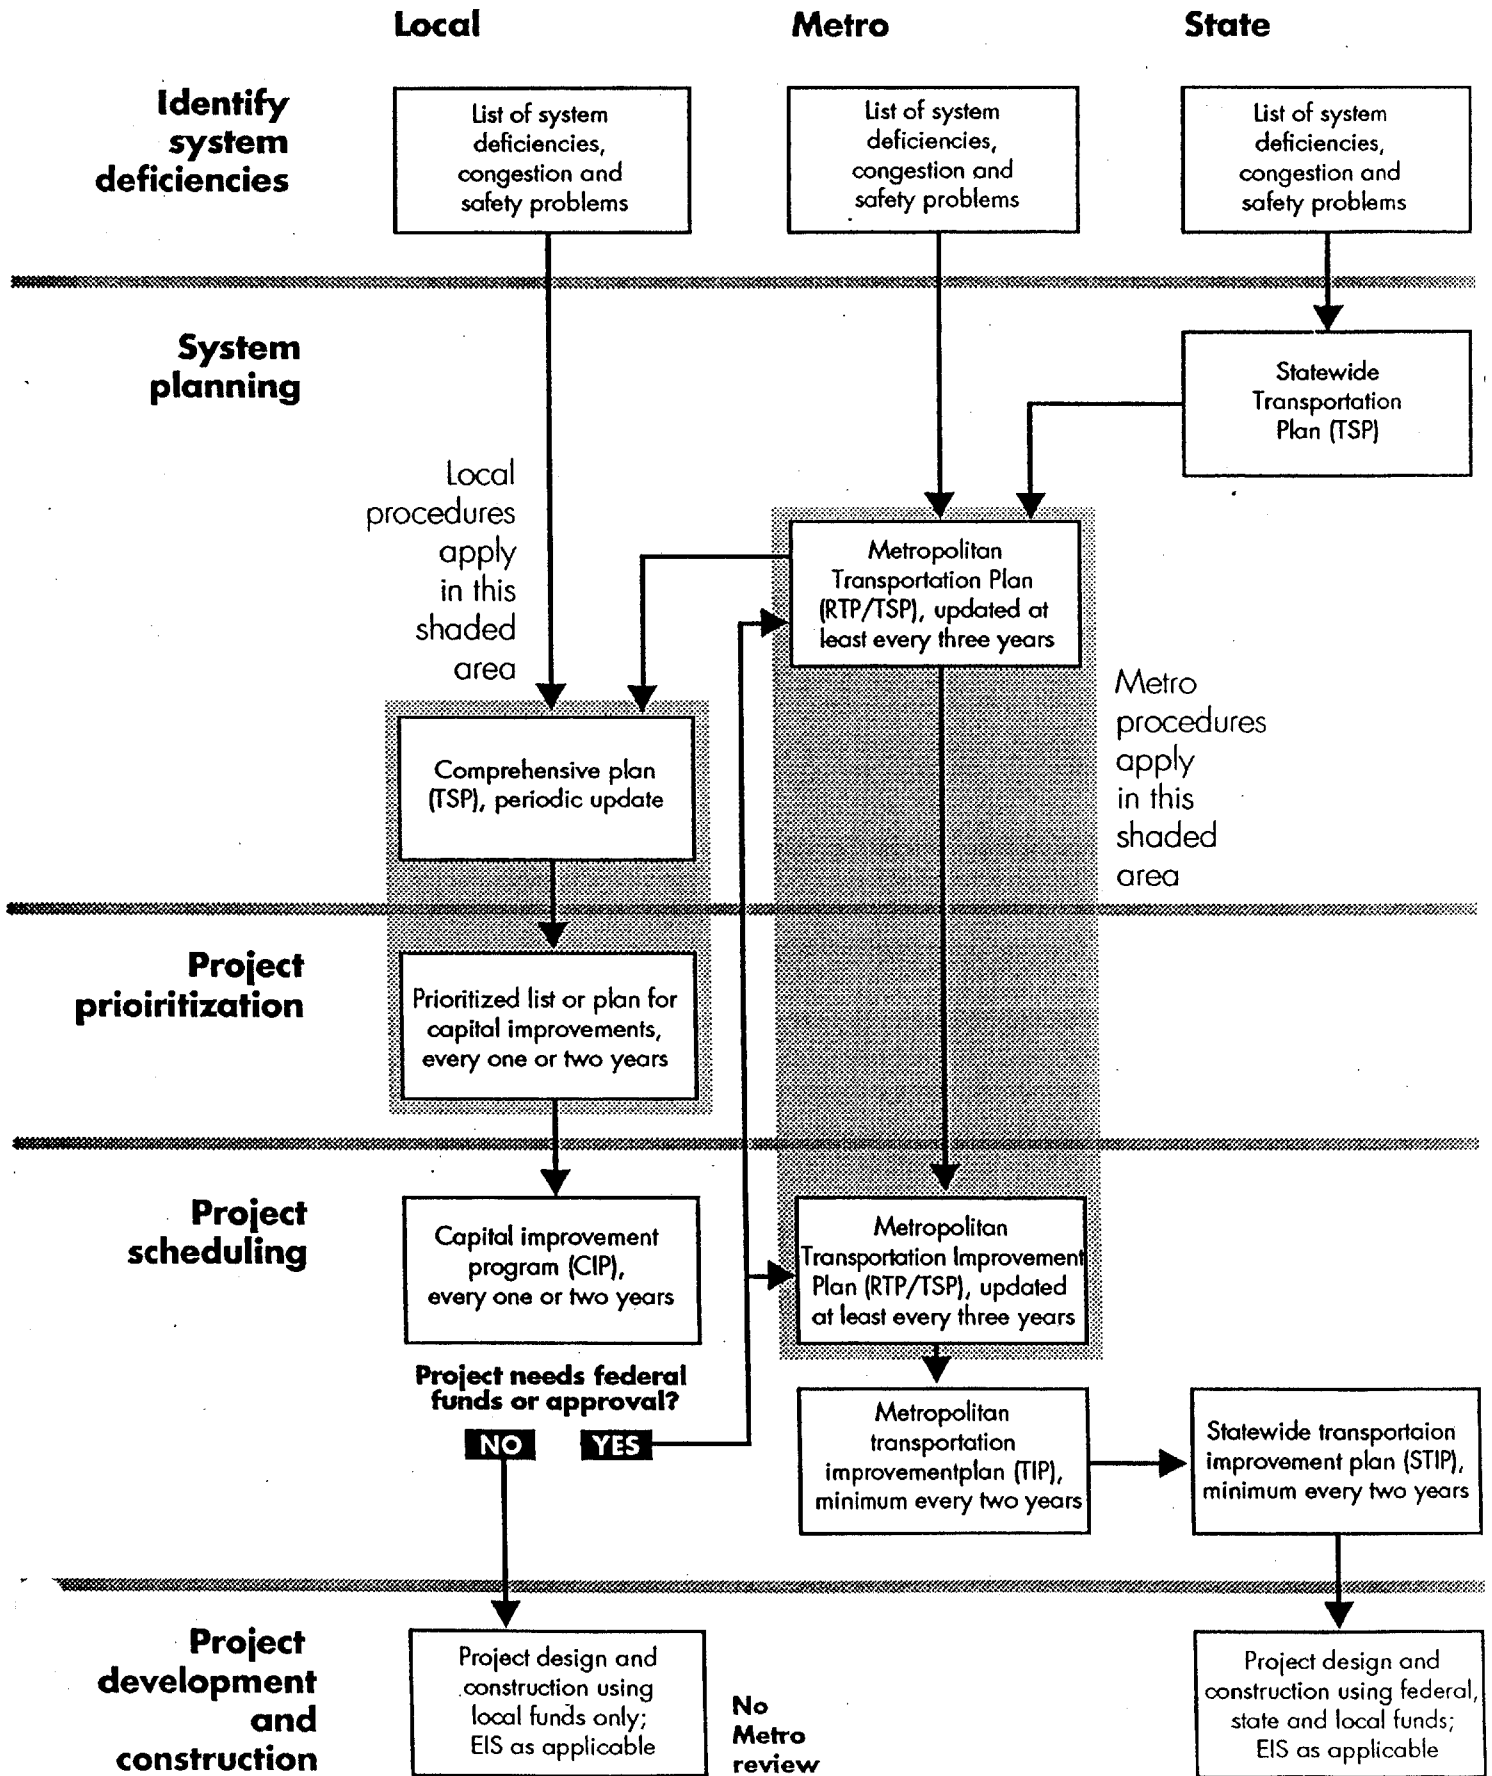 Local
Metro
State
Identify
system
deficiencies
List of system
deficiencies,
congestion and
safety problems
List of system
deficiencies,
congestion and
safety problems
List of system
deficiencies,
congestion and
safety problems
System
planning
Statewide
Transportation
Plan (TSP)
Local
procedures
apply
in this
shaded
area
Metropolitan
Transportation Plan
(RTP/TSP), updated at
least every three years
Metro
procedures
apply
in this
shaded
area
Comprehensive plan
(TSP), periodic update
Project
prioiritization
Prioritized list or plan for
capital improvements,
every one or two years
Project
scheduling
Capital improvement
program (CIP),
every one or two years
Metropolitan
Transportation Improvement
Plan (RTP/TSP), updated
at least every three years
Project needs federal
funds or approval?
NO
YES
Metropolitan
transportation
improvementplan (TIP),
minimum every two years
Statewide transportaion
improvement plan (STIP),
minimum every two years
Project
development
and
construction
Project design and
construction using
local funds only;
EIS as applicable
No
Metro
review
Project design and
construction using federal,
state and local funds;
EIS as applicable